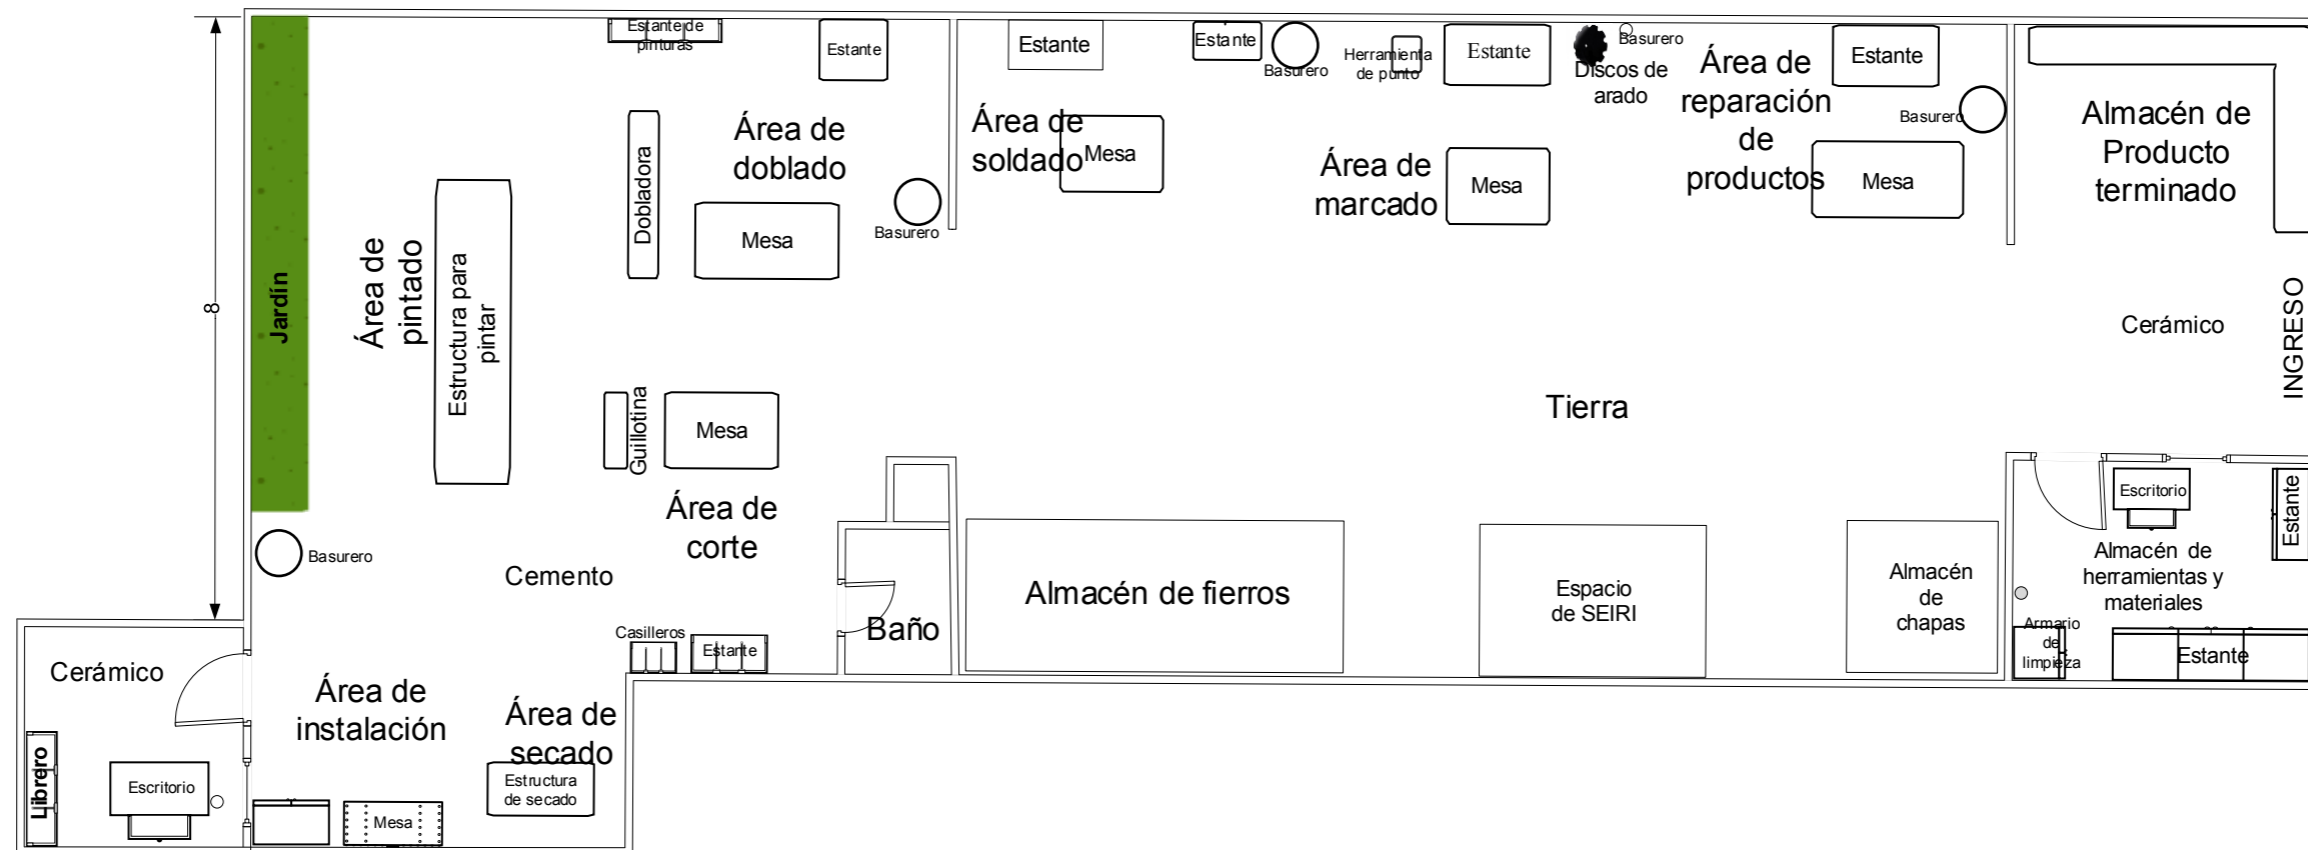 Estante de
pinturas
Estante
Estante
Estante
Basurero
Herramienta
de punto
Estante
Basurero
Discos de
arado
Área de
reparación
de
productos
Estante
Basurero
Almacén de
Producto
terminado
Área de
doblado
Área de
soldado
Mesa
Área de
marcado
Mesa
Mesa
Dobladora
Mesa
Basurero
8
Jardín
Área de
pintado
Estructura para
pintar
Guillotina
Mesa
Tierra
Cerámico
INGRESO
Área de
corte
Basurero
Cemento
Casilleros
Estante
Baño
Almacén de fierros
Espacio
de SEIRI
Almacén
de
chapas
Escritorio
Estante
Almacén de
herramientas y
materiales
Armario
de
limpieza
Estante
Cerámico
Librero
Escritorio
Área de
instalación
Mesa
Área de
secado
Estructura
de secado